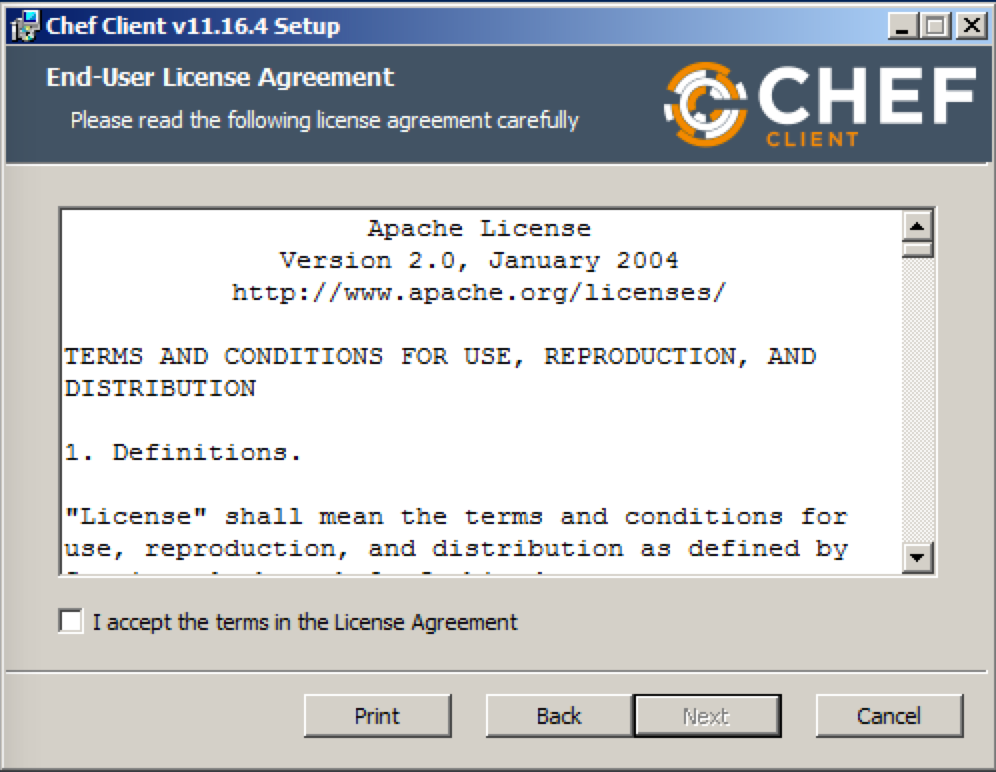 Chef Client v11.16.4 Setup
End-User License Agreement
Please read the following license agreement carefully
CHEF
CLIENT
Apache License
Version 2.0, January 2004
http://www.apache.org/licenses/
TERMS AND CONDITIONS FOR USE, REPRODUCTION, AND
DISTRIBUTION
1. Definitions.
"License" shall mean the terms and conditions for
use, reproduction, and distribution as defined by
I accept the terms in the License Agreement
Print
Back
Next
Cancel